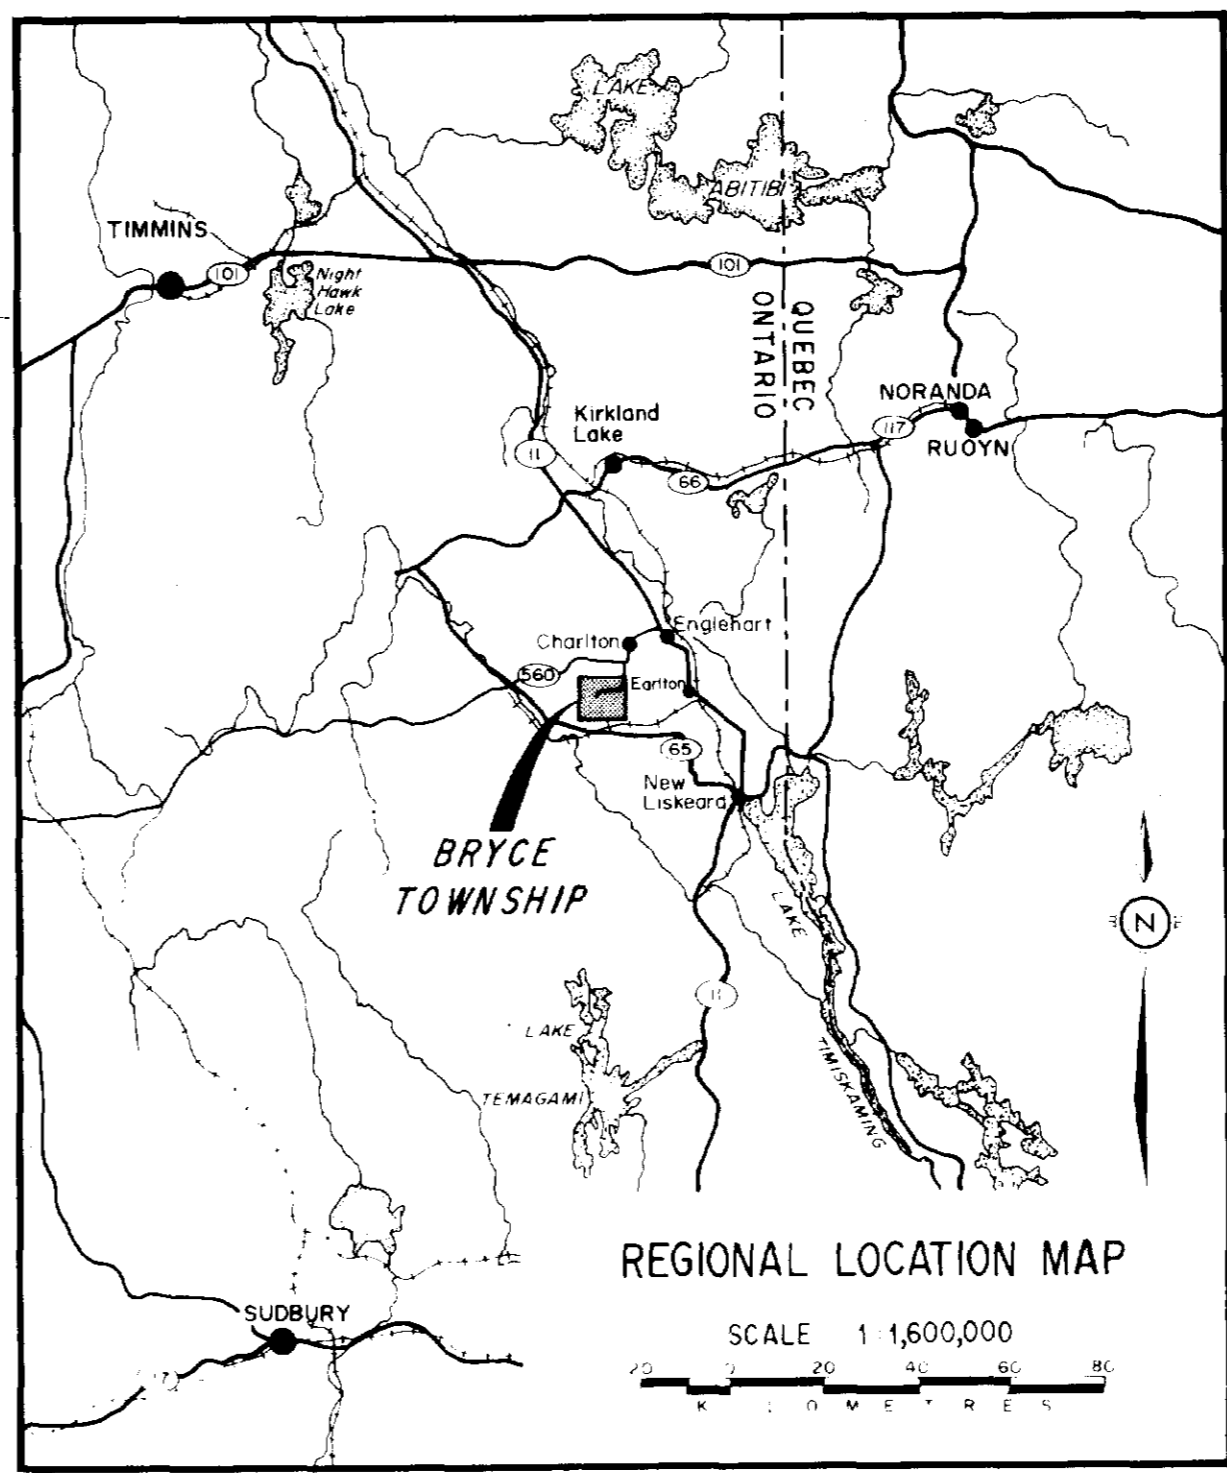 LAKE
ABITIBI
TIMMINS
101
Night
Hawk
Lake
101
ONTARIO
QUEBEC
NORANDA
117
RUOYN
Kirkland
Lake
11
66
Englehart
Charlton
560
Earlton
65
New
Liskeard
BRYCE
TOWNSHIP
LAKE
TIMISKAMING
N
11
LAKE
TEMAGAMI
REGIONAL LOCATION MAP
SUDBURY
SCALE 1:1,600,000
20 0 20 40 60 80